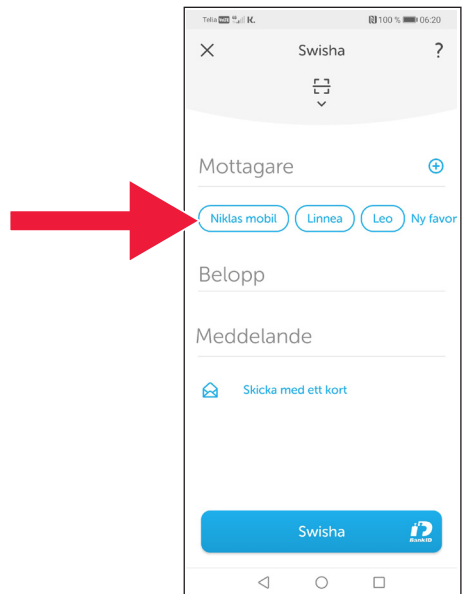 Telia K. 100 % 06:20
Swisha ?
Mottagare
Niklas mobil Linnea Leo Ny favor
Belopp
Meddelande
Skicka med ett kort
Swisha BankID